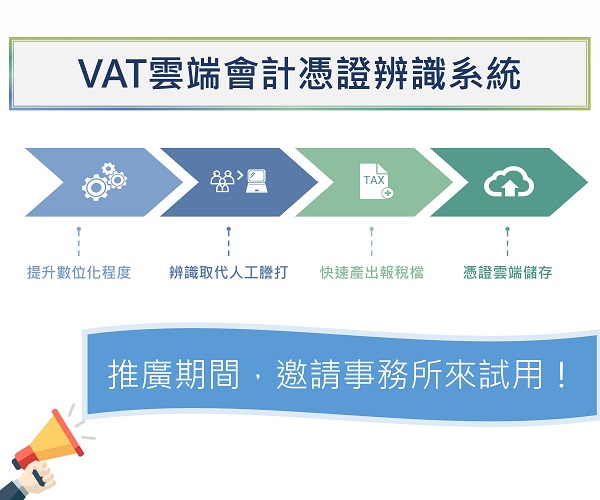 VAT雲端會計憑證辨識系統
TAX
提升數位化程度
辨識取代人工謄打
快速產出報稅檔
憑證雲端儲存
推廣期間，邀請事務所來試用！